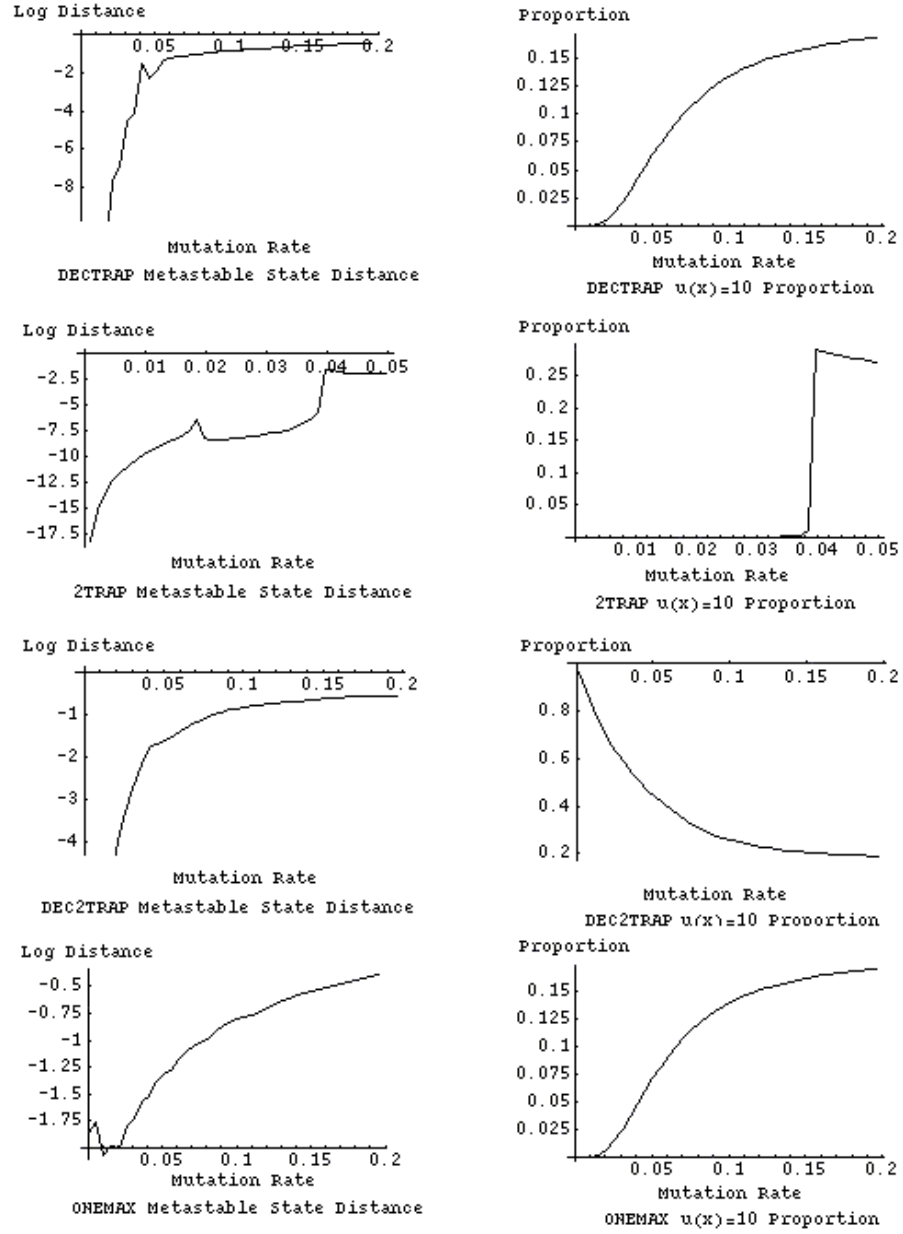 Log Distance
0.05 0.1 0.15 0.2
-2
-4
-6
-8
Mutation Rate
DECTRAP Metastable State Distance
Proportion
0.15
0.125
0.1
0.075
0.05
0.025
0.05 0.1 0.15 0.2
Mutation Rate
DECTRAP u(x)=10 Proportion
Log Distance
0.01 0.02 0.03 0.04 0.05
-2.5
-5
-7.5
-10
-12.5
-15
-17.5
Mutation Rate
2TRAP Metastable State Distance
Proportion
0.25
0.2
0.15
0.1
0.05
0.01 0.02 0.03 0.04 0.05
Mutation Rate
2TRAP u(x)=10 Proportion
Log Distance
0.05 0.1 0.15 0.2
-1
-2
-3
-4
Mutation Rate
DEC2TRAP Metastable State Distance
Proportion
0.05 0.1 0.15 0.2
0.8
0.6
0.4
0.2
Mutation Rate
DEC2TRAP u(x)=10 Proportion
Log Distance
-0.5
-0.75
-1
-1.25
-1.5
-1.75
0.05 0.1 0.15 0.2
Mutation Rate
ONEMAX Metastable State Distance
Proportion
0.15
0.125
0.1
0.075
0.05
0.025
0.05 0.1 0.15 0.2
Mutation Rate
ONEMAX u(x)=10 Proportion